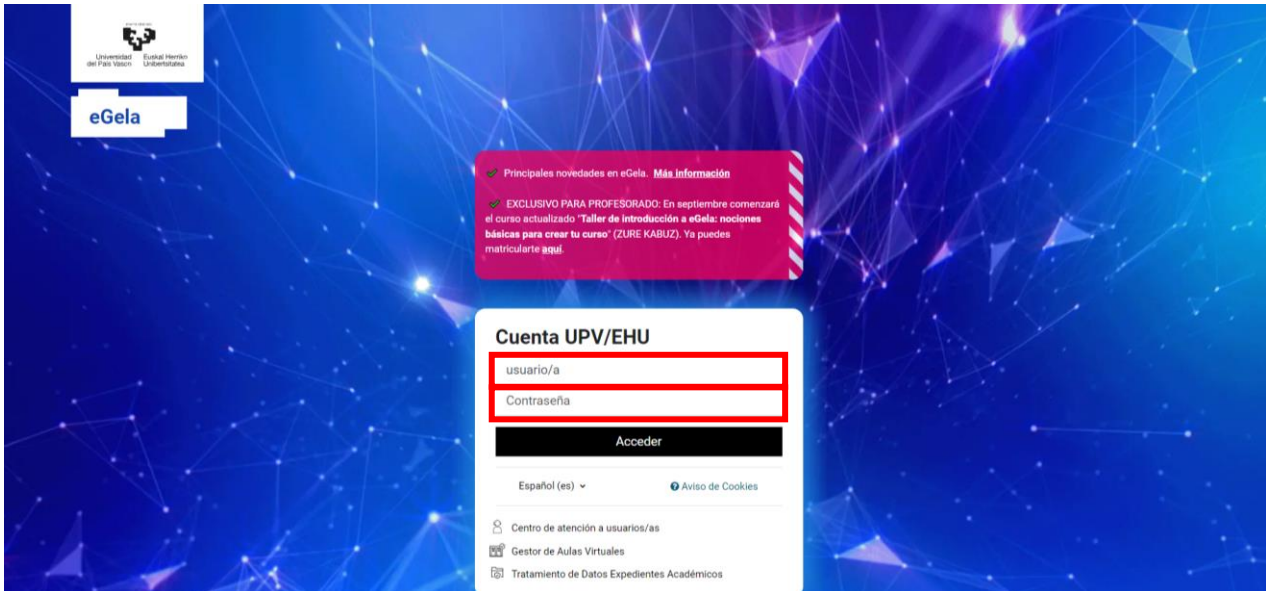 Universidad
del País Vasco
Euskal Herriko
Unibertsitatea
eGela
Principales novedades en eGela. Más información
EXCLUSIVO PARA PROFESORADO: En septiembre comenzará
el curso actualizado "Taller de introducción a eGela: nociones
básicas para crear tu curso" (ZURE KABUZ). Ya puedes
matricularte aquí.
Cuenta UPV/EHU
usuario/a
Contraseña
Acceder
Español (es)
Aviso de Cookies
Centro de atención a usuarios/as
Gestor de Aulas Virtuales
Tratamiento de Datos Expedientes Académicos